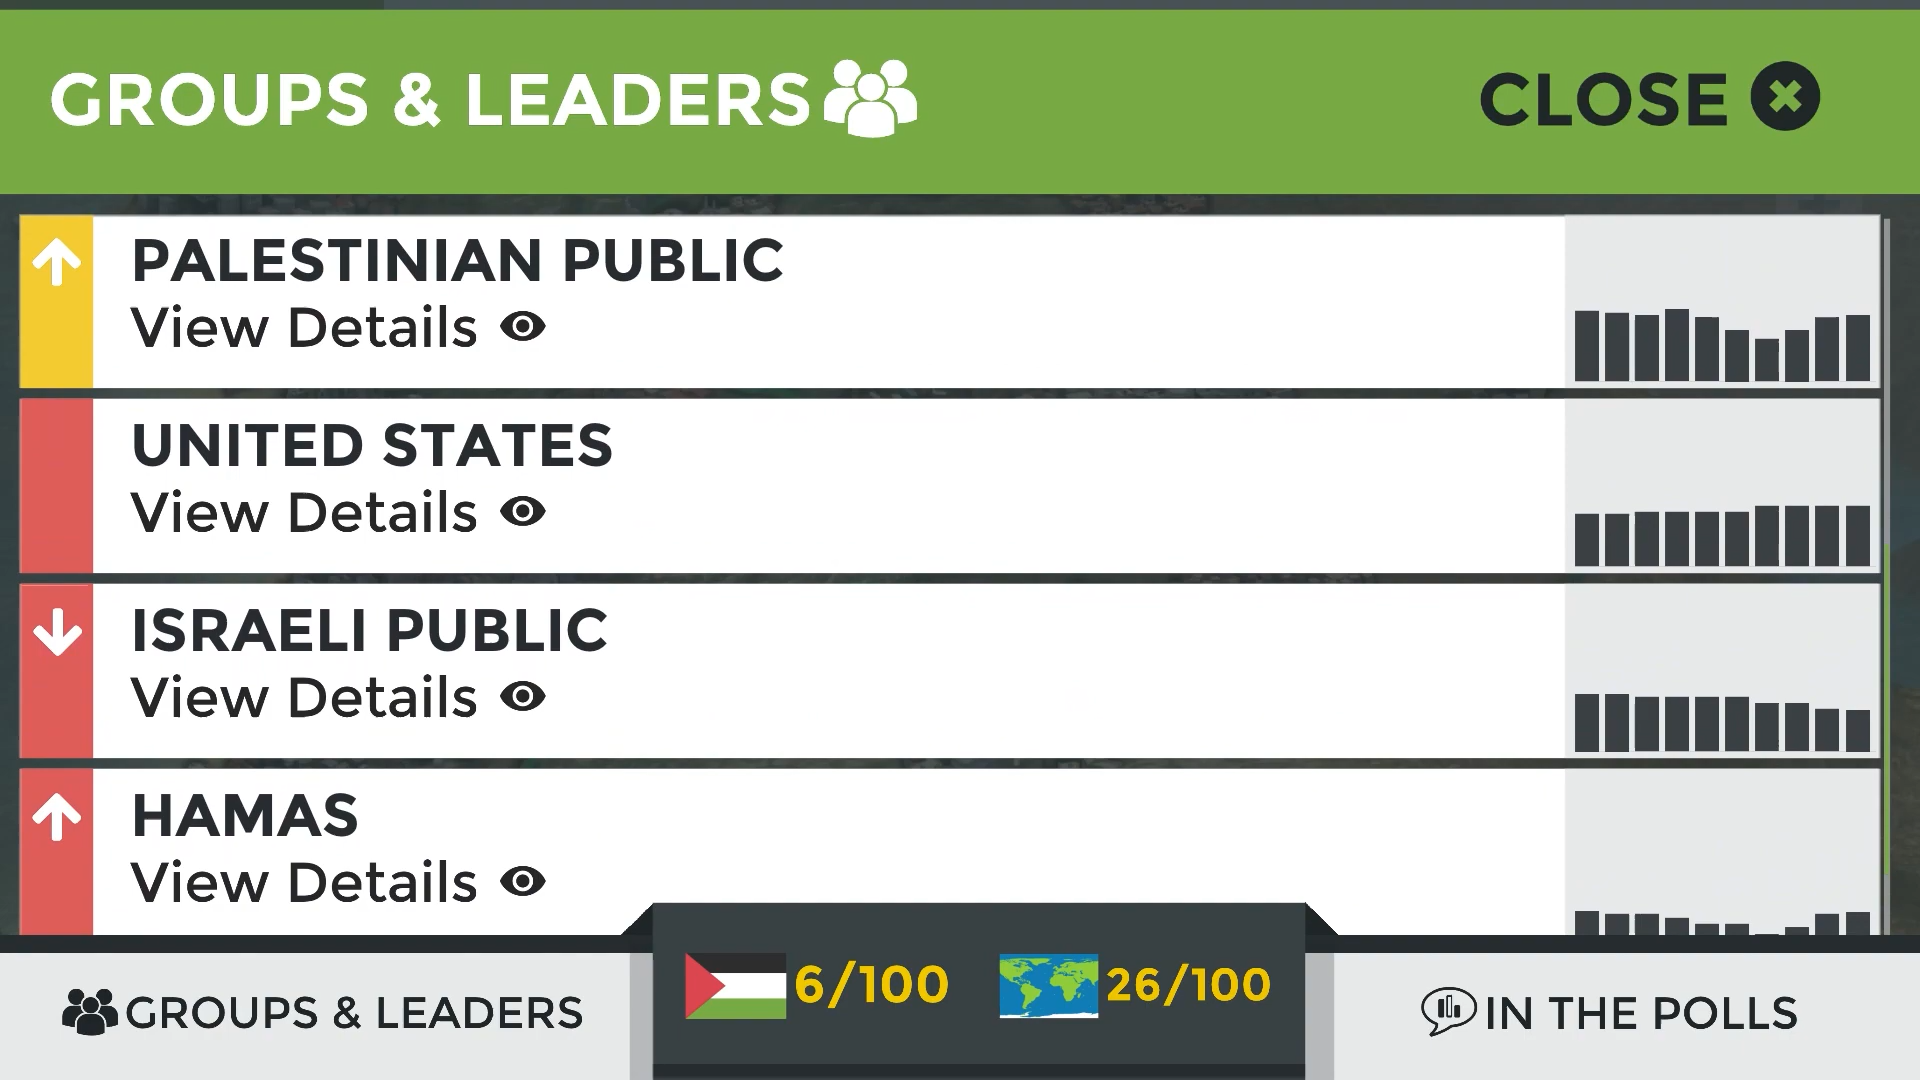 GROUPS & LEADERS
CLOSE
PALESTINIAN PUBLIC
View Details
UNITED STATES
View Details
ISRAELI PUBLIC
View Details
HAMAS
View Details
GROUPS & LEADERS
6/100
26/100
IN THE POLLS